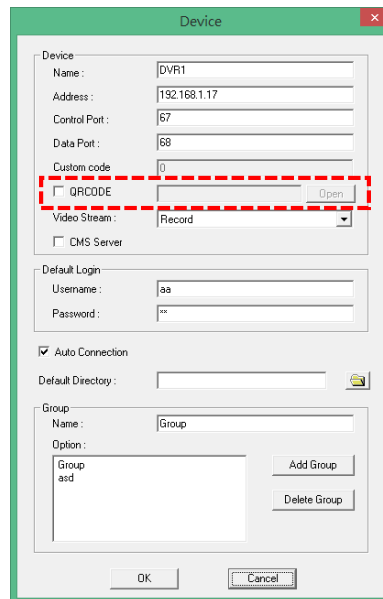 Device
Device
Name : DVR1
Address : 192.168.1.17
Control Port : 67
Data Port : 68
Custom code 0
QRCODE Open
Video Stream : Record
CMS Server
Default Login
Username : aa
Password : **
Auto Connection
Default Directory :
Group
Name : Group
Option :
Group
asd
Add Group
Delete Group
OK Cancel